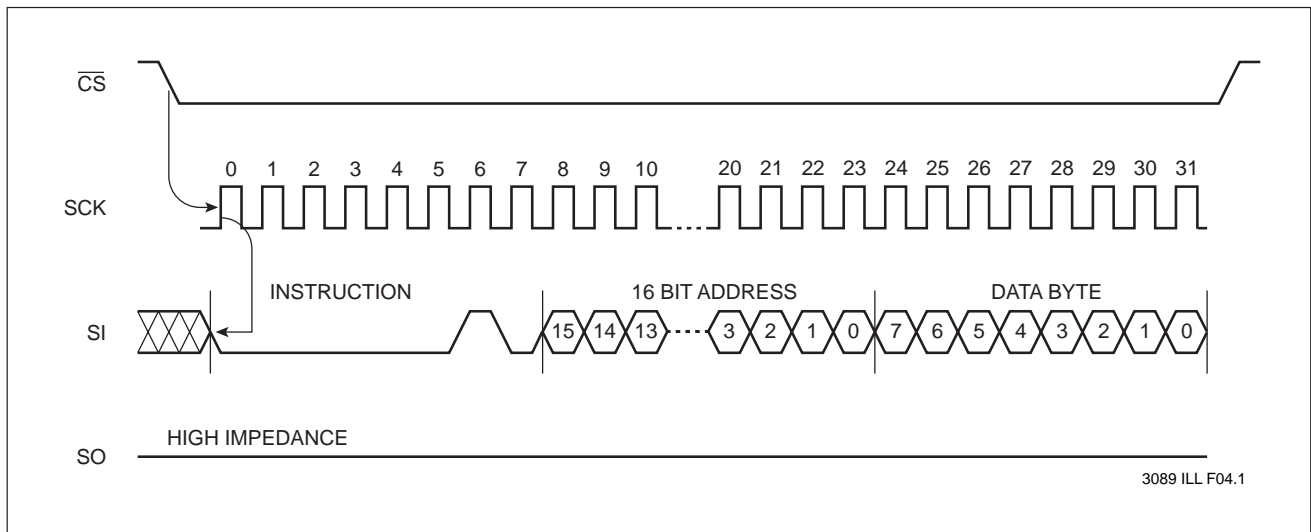 CS
0 1 2 3 4 5 6 7 8 9 10 20 21 22 23 24 25 26 27 28 29 30 31
SCK
INSTRUCTION 16 BIT ADDRESS DATA BYTE
SI 15 14 13 3 2 1 0 7 6 5 4 3 2 1 0
HIGH IMPEDANCE
SO
3089 ILL F04.1